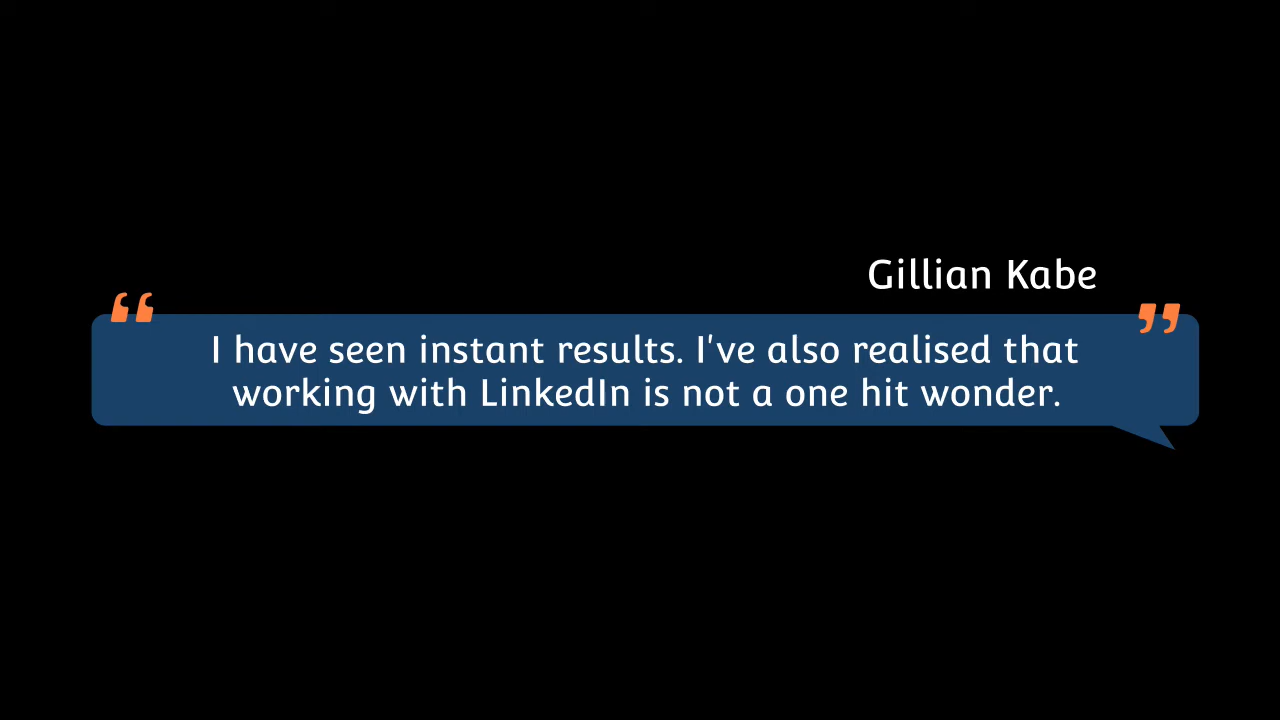 Gillian Kabe
“ ”
I have seen instant results. I've also realised that
working with LinkedIn is not a one hit wonder.